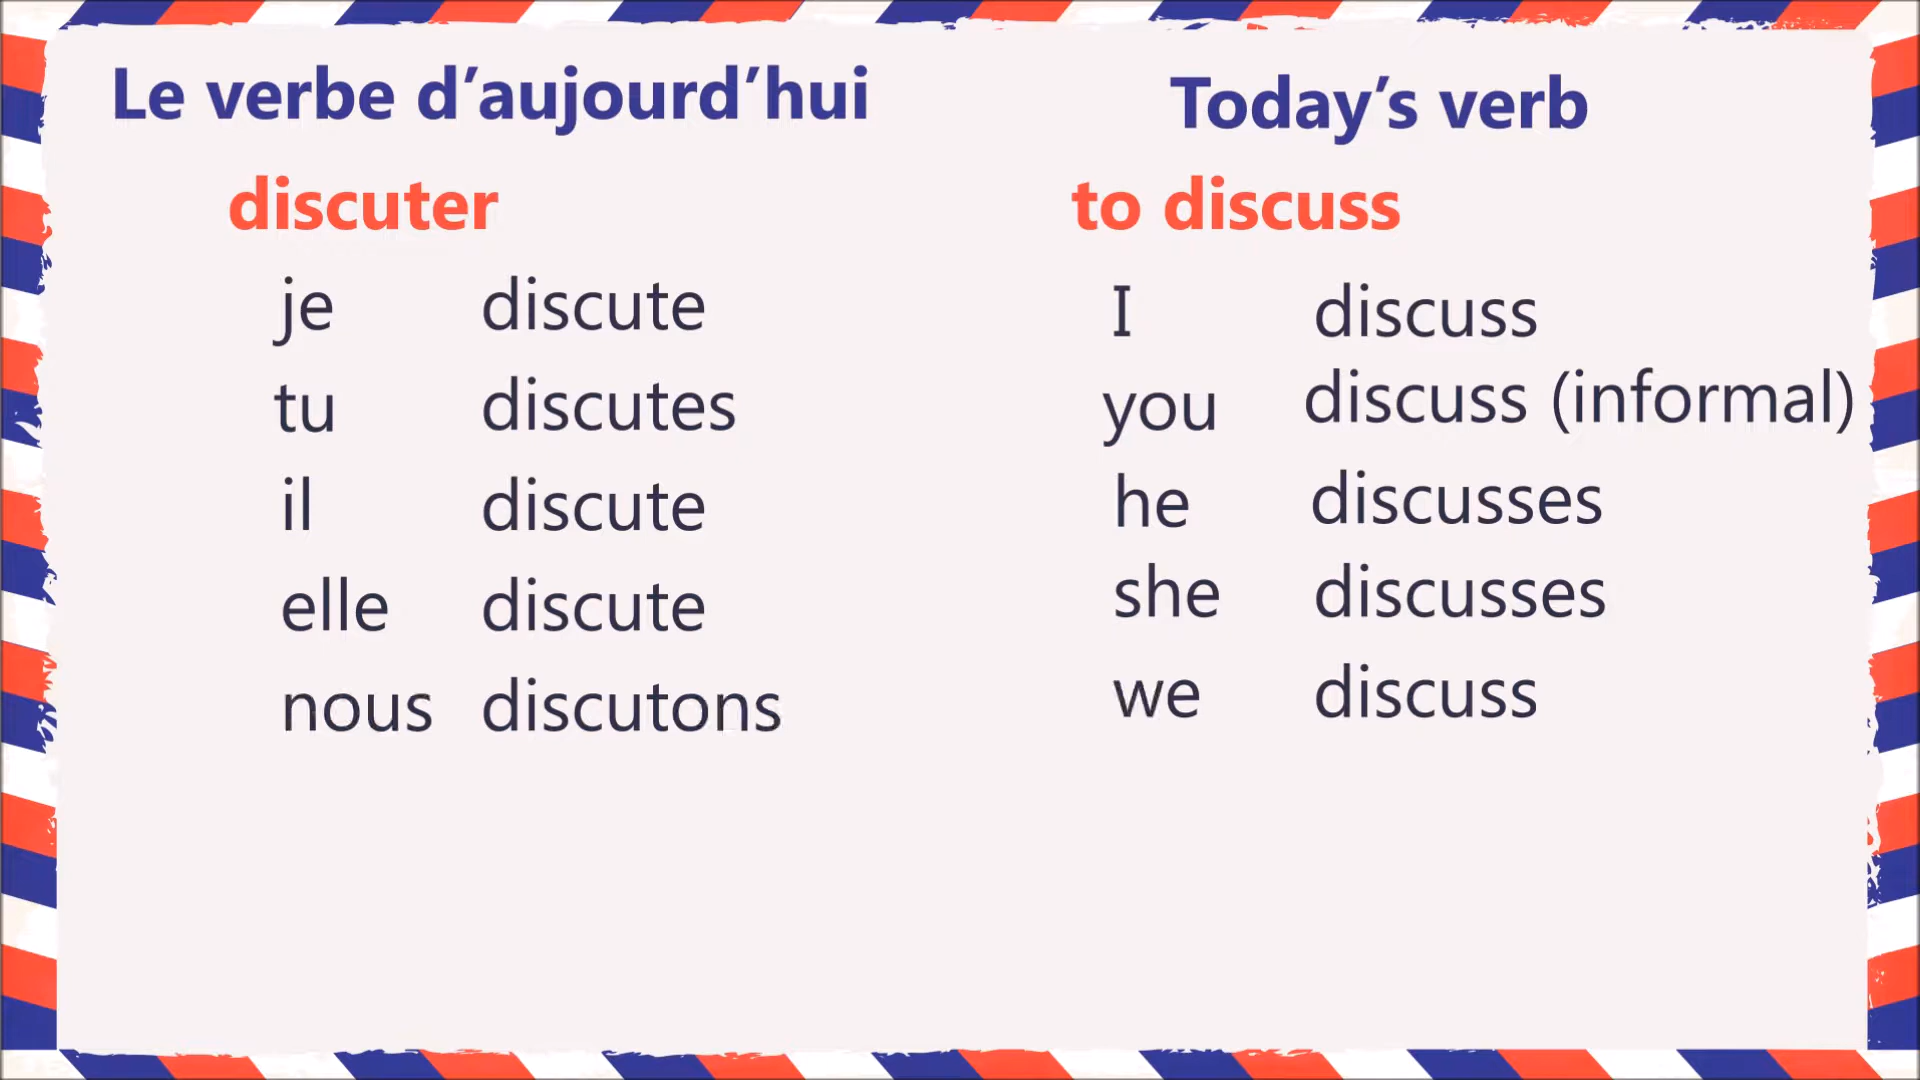 Le verbe d’aujourd’hui
discuter
je discute
tu discutes
il discute
elle discute
nous discutons
Today’s verb
to discuss
I discuss
you discuss (informal)
he discusses
she discusses
we discuss